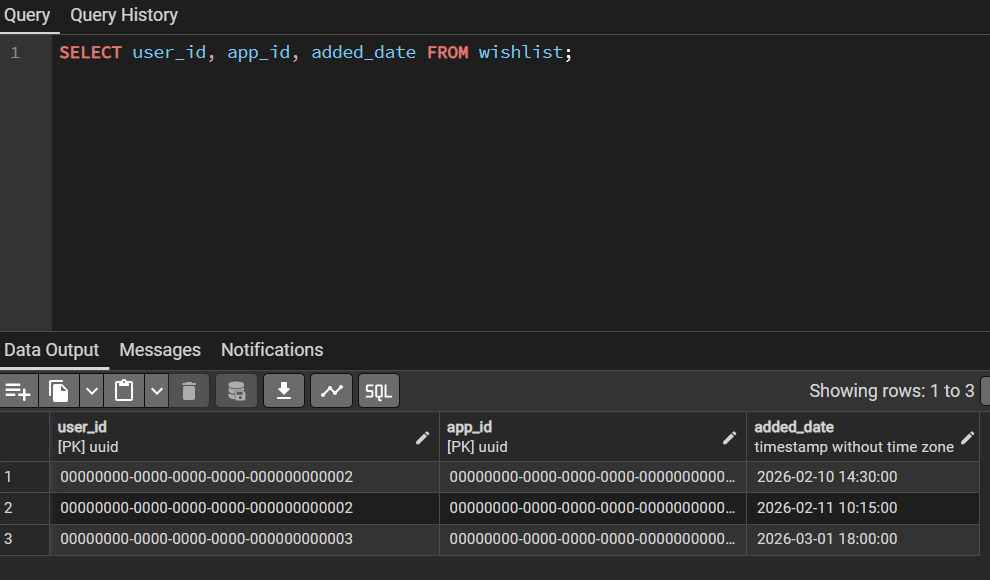 Query Query History
1 SELECT user_id, app_id, added_date FROM wishlist;
Data Output Messages Notifications
SQL Showing rows: 1 to 3
user_id app_id added_date
[PK] uuid [PK] uuid timestamp without time zone
1 00000000-0000-0000-0000-000000000002 00000000-0000-0000-0000-0000000000... 2026-02-10 14:30:00
2 00000000-0000-0000-0000-000000000002 00000000-0000-0000-0000-0000000000... 2026-02-11 10:15:00
3 00000000-0000-0000-0000-000000000003 00000000-0000-0000-0000-0000000000... 2026-03-01 18:00:00